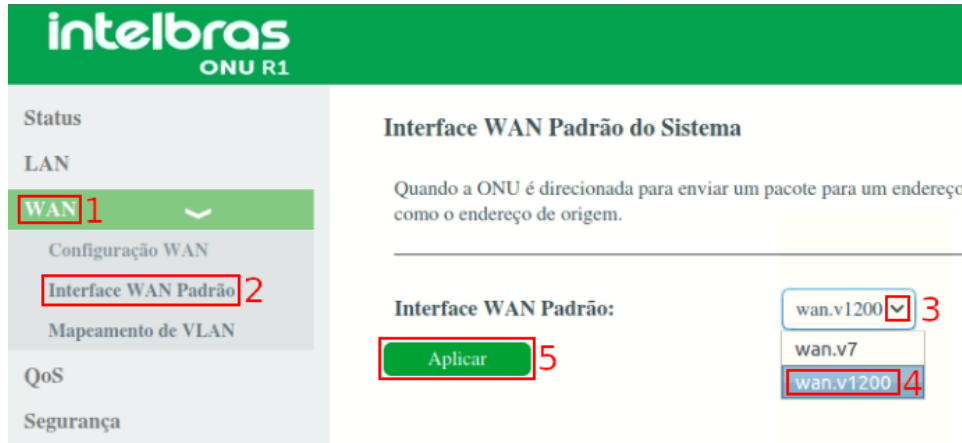 intelbras
ONU R1
Status
LAN
WAN 1
Configuração WAN
Interface WAN Padrão 2
Mapeamento de VLAN
QoS
Segurança
Interface WAN Padrão do Sistema
Quando a ONU é direcionada para enviar um pacote para um endereço
como o endereço de origem.
Interface WAN Padrão:
wan.v1200 3
wan.v7
wan.v1200 4
Aplicar 5